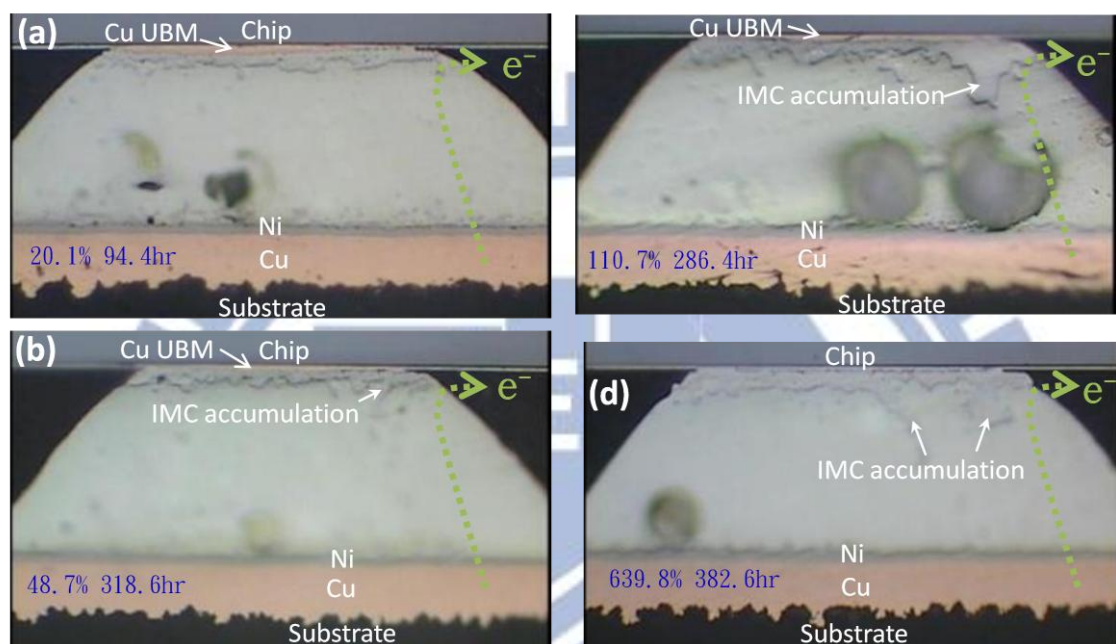 (a)
Cu UBM
Chip
e⁻
Ni
Cu
20.1% 94.4hr
Substrate
Cu UBM
e⁻
IMC accumulation
Ni
Cu
110.7% 286.4hr
Substrate
(b)
Cu UBM
Chip
e⁻
IMC accumulation
Ni
Cu
48.7% 318.6hr
Substrate
Chip
(d)
e⁻
IMC accumulation
Ni
Cu
639.8% 382.6hr
Substrate